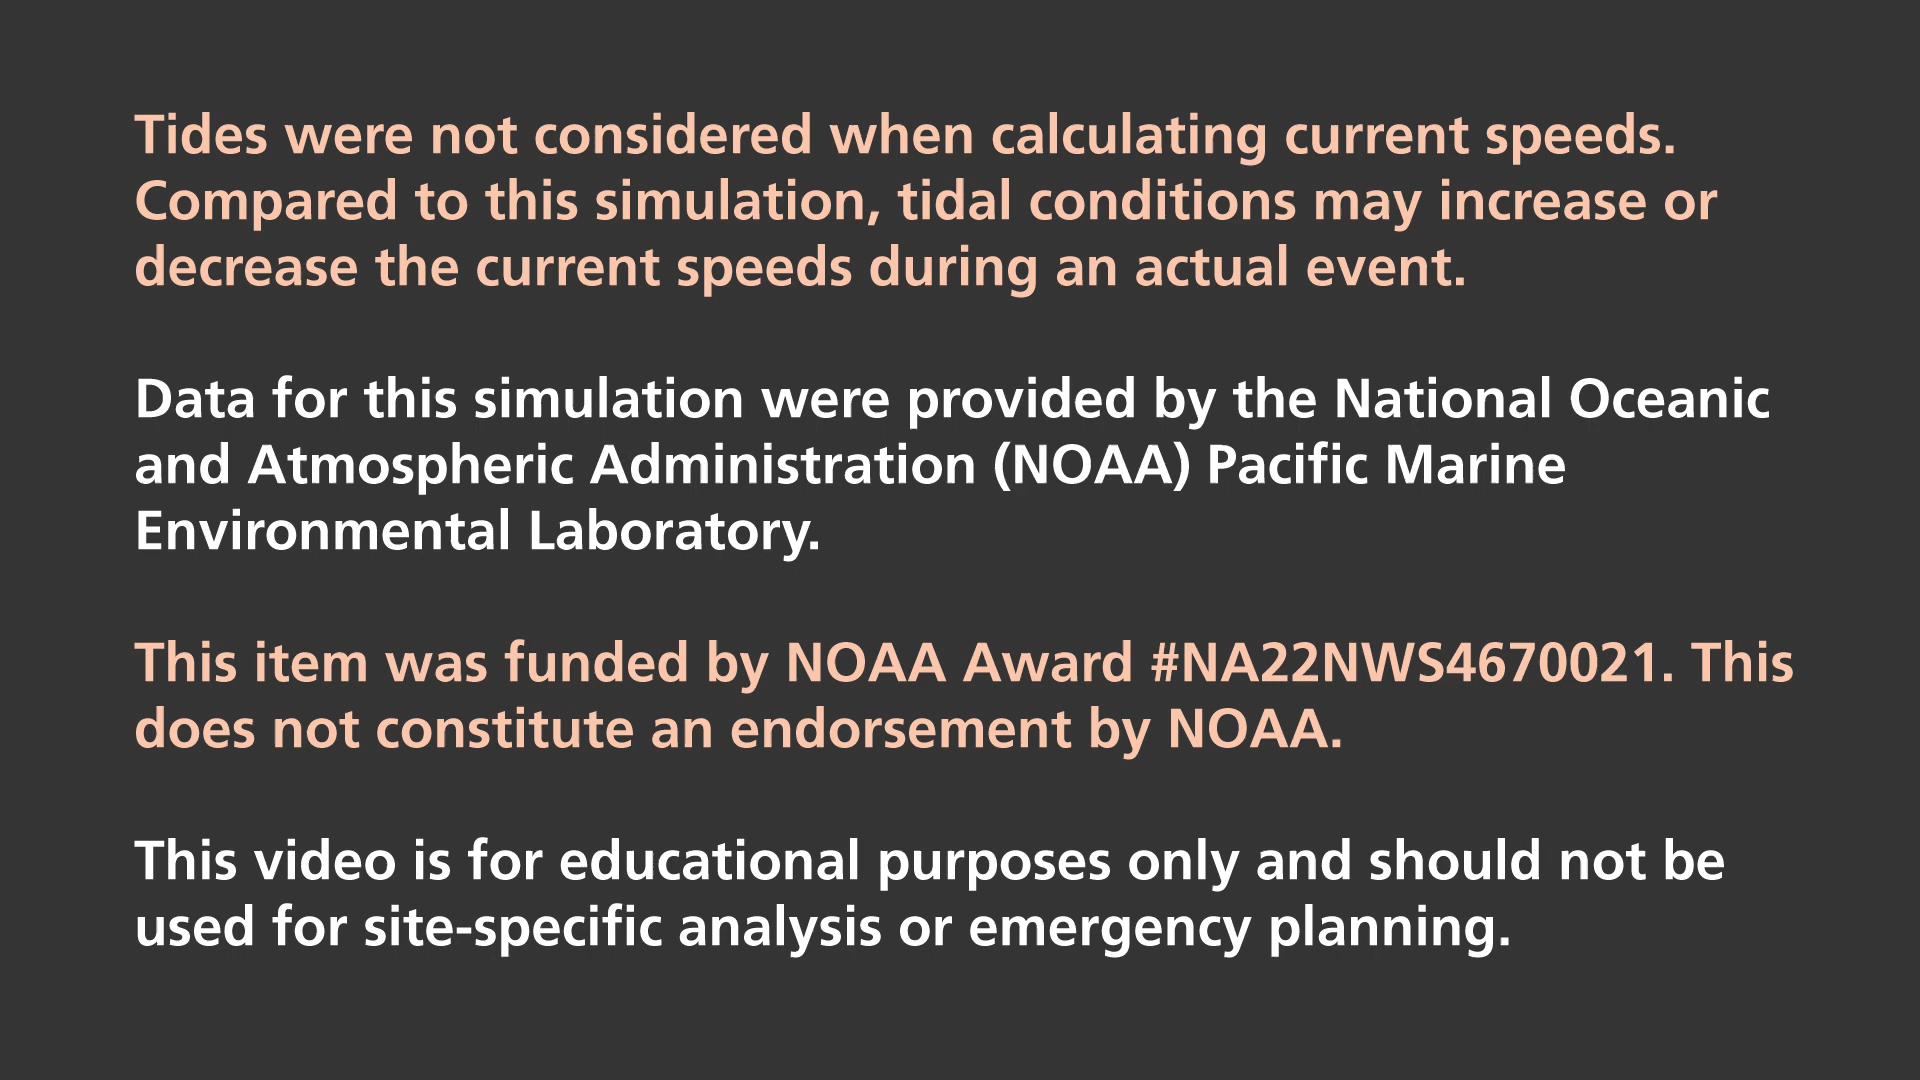 Tides were not considered when calculating current speeds.
Compared to this simulation, tidal conditions may increase or
decrease the current speeds during an actual event.
Data for this simulation were provided by the National Oceanic
and Atmospheric Administration (NOAA) Pacific Marine
Environmental Laboratory.
This item was funded by NOAA Award #NA22NWS4670021. This
does not constitute an endorsement by NOAA.
This video is for educational purposes only and should not be
used for site-specific analysis or emergency planning.